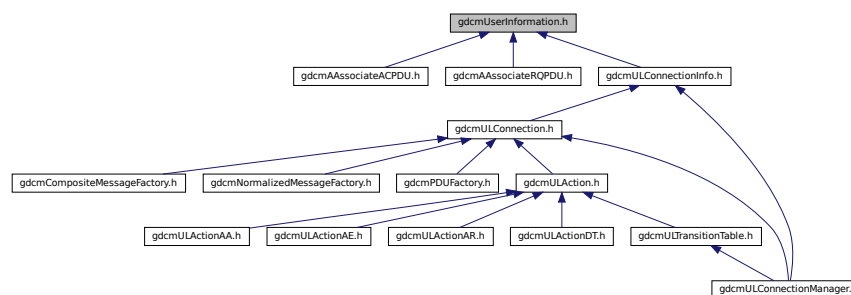 gdcmUserInformation.h
gdcmAAssociateACPDU.h
gdcmAAssociateRQPDU.h
gdcmULConnectionInfo.h
gdcmULConnection.h
gdcmCompositeMessageFactory.h
gdcmNormalizedMessageFactory.h
gdcmPDUFactory.h
gdcmULAction.h
gdcmULActionAA.h
gdcmULActionAE.h
gdcmULActionAR.h
gdcmULActionDT.h
gdcmULTransitionTable.h
gdcmULConnectionManager.